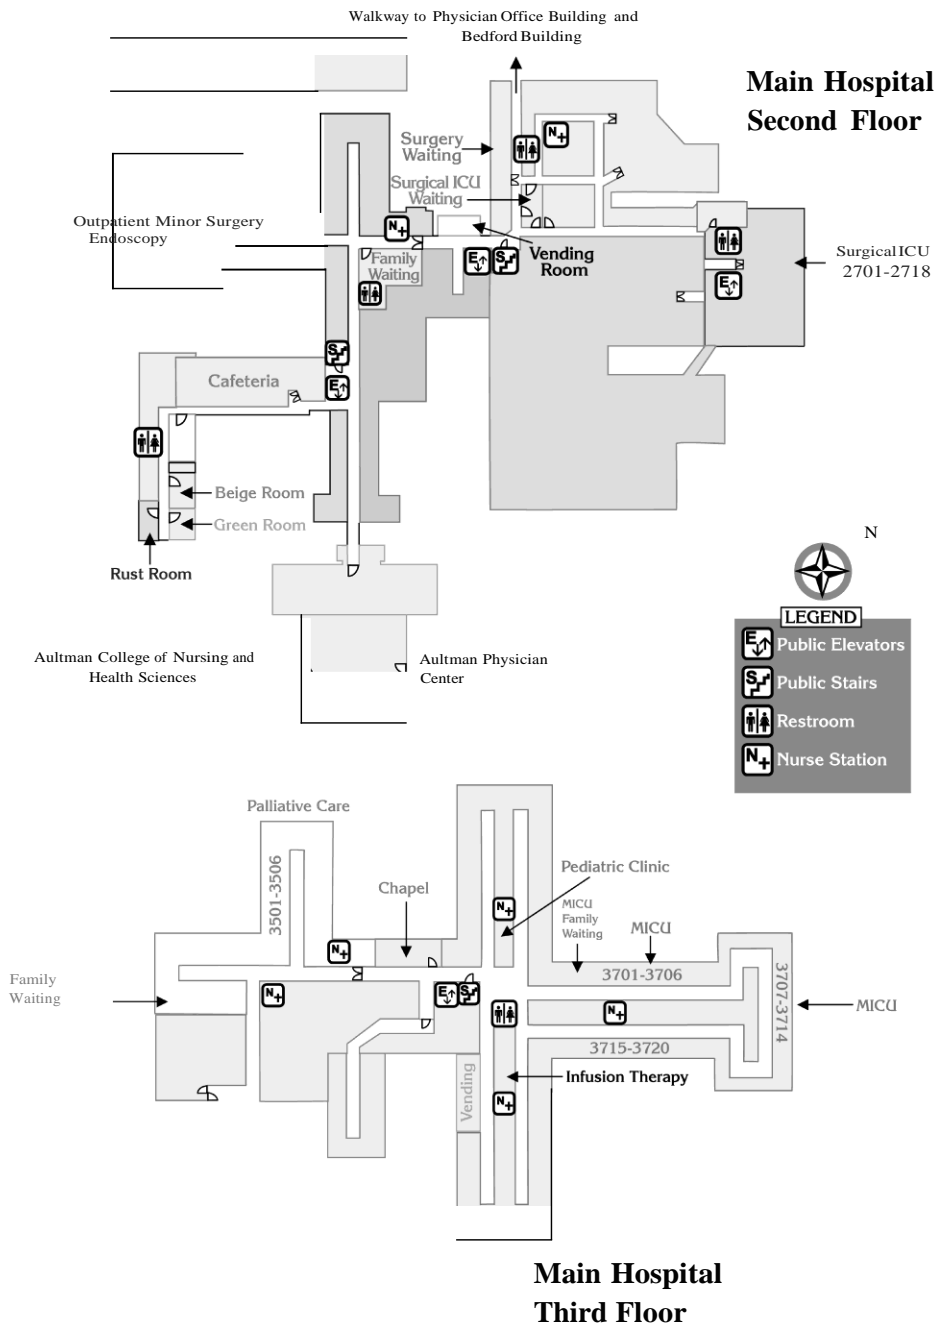 Walkway to Physician Office Building and
Bedford Building
Main Hospital
Second Floor
Surgery
Waiting
N+
Surgical ICU
Waiting
Outpatient Minor Surgery
Endoscopy
N+
Family
Waiting
E
S
Vending
Room
Surgical ICU
2701-2718
E
S
E
Cafeteria
Beige Room
Green Room
Rust Room
N
LEGEND
E Public Elevators
S Public Stairs
Restroom
N+ Nurse Station
Aultman College of Nursing and
Health Sciences
Aultman Physician
Center
Palliative Care
3501-3506
Chapel
Pediatric Clinic
MICU
Family
Waiting
MICU
N+
N+
3701-3706
3707-3714
Family
Waiting
N+
E
S
N+
MICU
3715-3720
Infusion Therapy
Vending
N+
Main Hospital
Third Floor